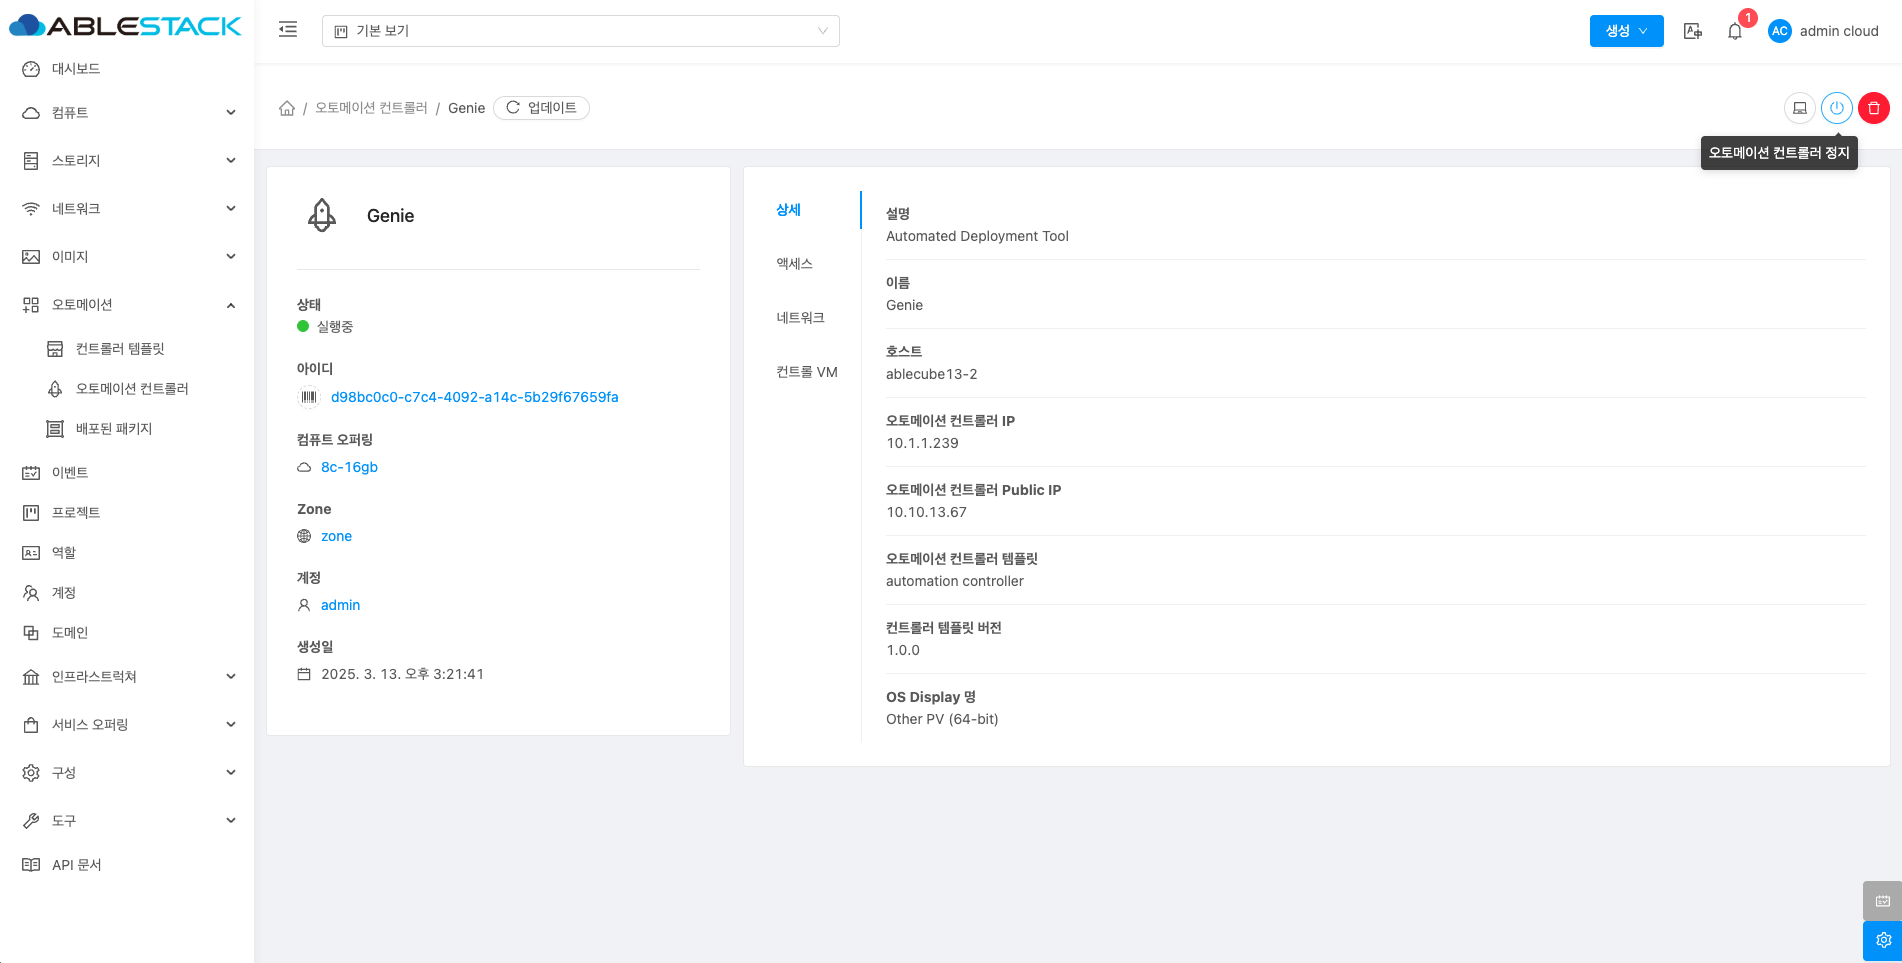 ABLESTACK
기본 보기
생성
1
AC
admin cloud
대시보드
컴퓨트
스토리지
네트워크
이미지
오토메이션
컨트롤러 템플릿
오토메이션 컨트롤러
배포된 패키지
이벤트
프로젝트
역할
계정
도메인
인프라스트럭쳐
서비스 오퍼링
구성
도구
API 문서
/ 오토메이션 컨트롤러 / Genie
업데이트
오토메이션 컨트롤러 정지
Genie
상태
실행중
아이디
d98bc0c0-c7c4-4092-a14c-5b29f67659fa
컴퓨트 오퍼링
8c-16gb
Zone
zone
계정
admin
생성일
2025. 3. 13. 오후 3:21:41
상세
액세스
네트워크
컨트롤 VM
설명
Automated Deployment Tool
이름
Genie
호스트
ablecube13-2
오토메이션 컨트롤러 IP
10.1.1.239
오토메이션 컨트롤러 Public IP
10.10.13.67
오토메이션 컨트롤러 템플릿
automation controller
컨트롤러 템플릿 버전
1.0.0
OS Display 명
Other PV (64-bit)